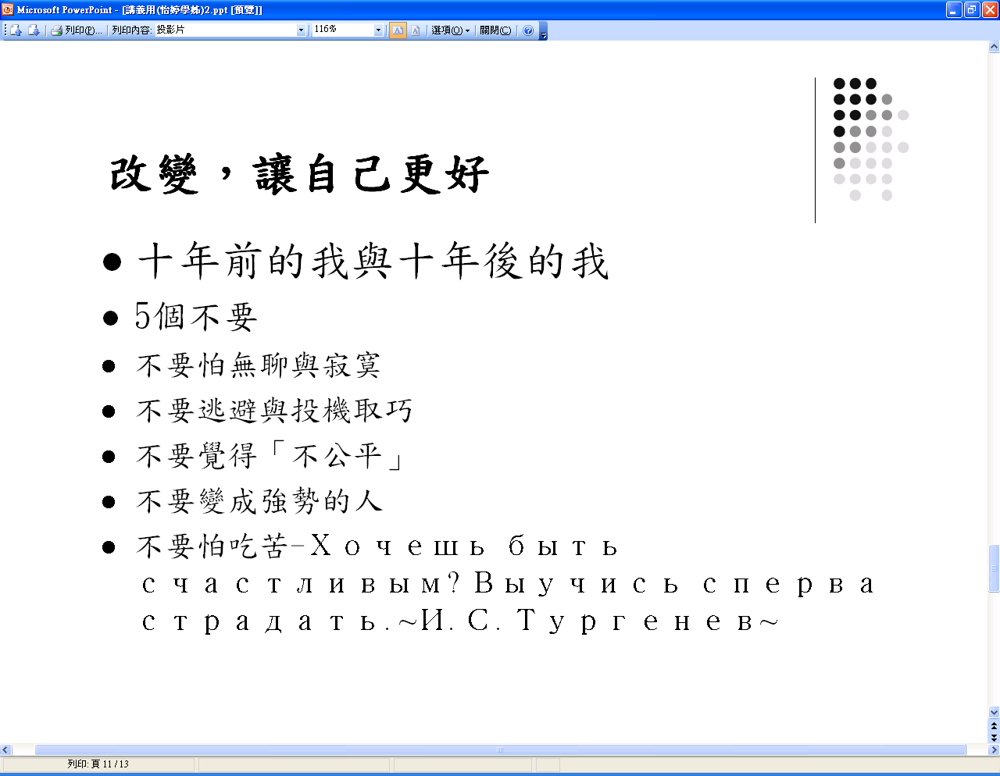 Microsoft PowerPoint - [講義用(怡婷學姊)2.ppt [預覽]]
列印(P)... 列印內容: 投影片 116% 選項(O) 關閉(C)
改變，讓自己更好
十年前的我與十年後的我
5個不要
不要怕無聊與寂寞
不要逃避與投機取巧
不要覺得「不公平」
不要變成強勢的人
不要怕吃苦-Хочешь быть
счастливым?Выучись сперва
страдать.~И.С.Тургенев~
列印: 頁 11 / 13